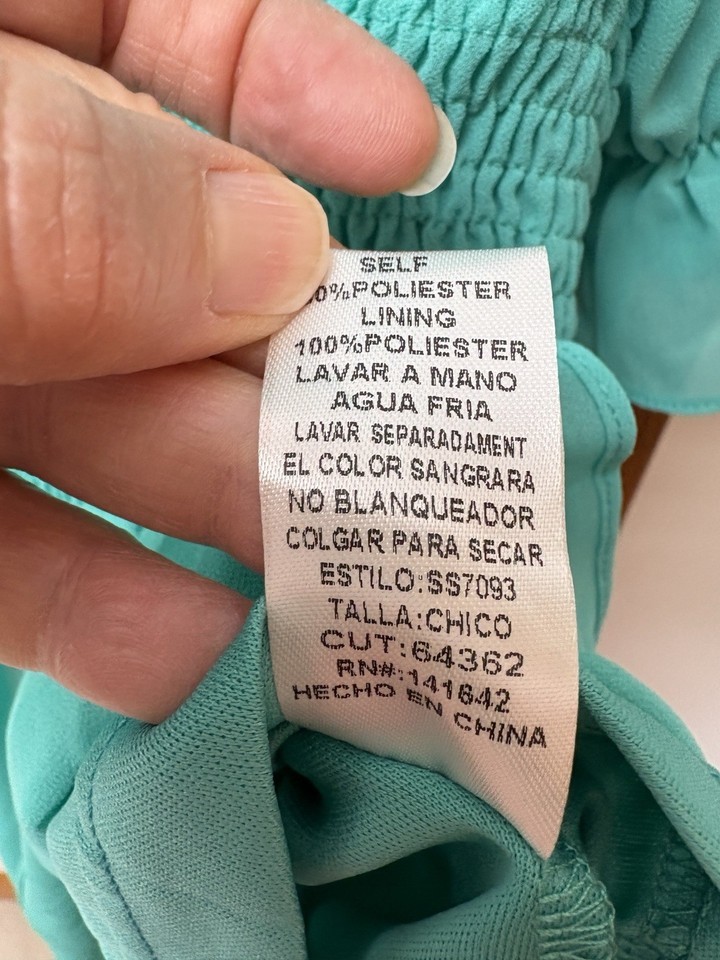 SELF
00%POLIESTER
LINING
100%POLIESTER
LAVAR A MANO
AGUA FRIA
LAVAR SEPARADAMENT
EL COLOR SANGRARA
NO BLANQUEADOR
COLGAR PARA SECAR
ESTILO:SS7093
TALLA:CHICO
CUT:64362
RN#:141642
HECHO EN CHINA